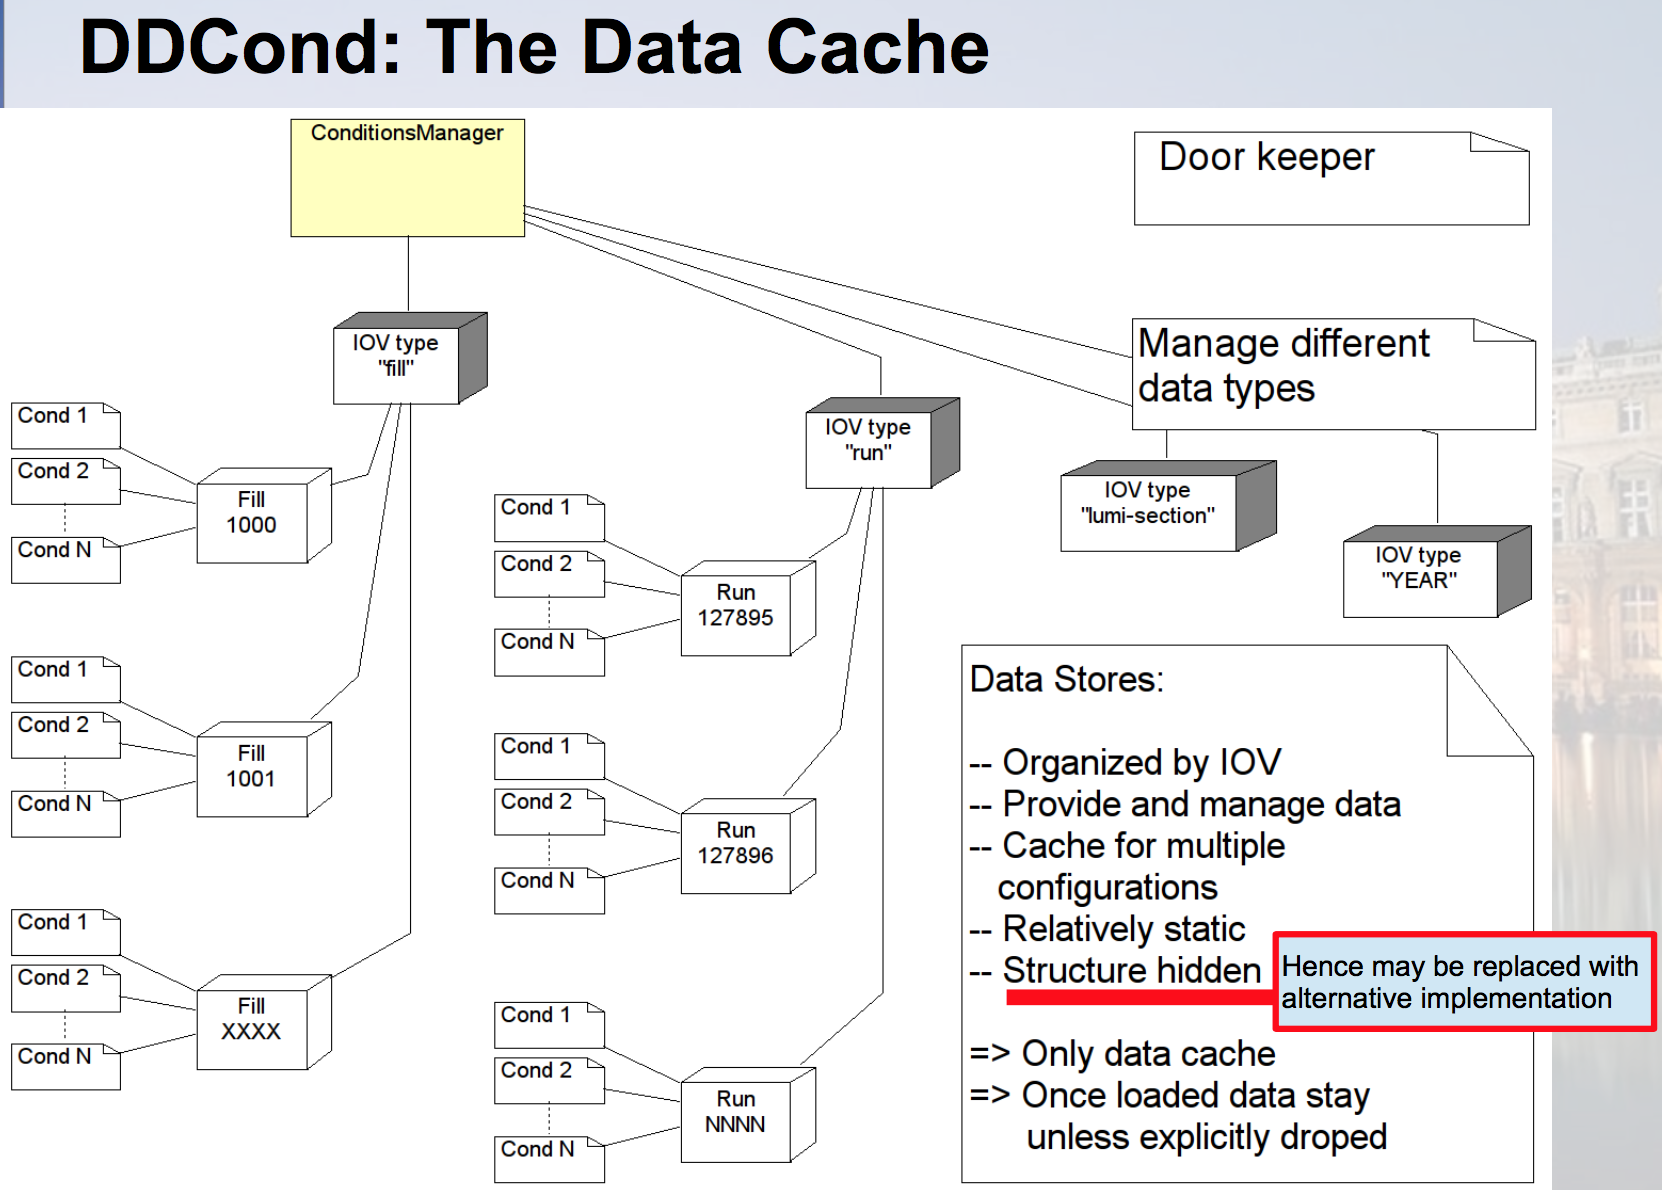 DDCond: The Data Cache
ConditionsManager
Door keeper
Manage different
data types
IOV type
"fill"
IOV type
"run"
IOV type
"lumi-section"
IOV type
"YEAR"
Cond 1
Cond 2
Cond N
Fill
1000
Cond 1
Cond 2
Cond N
Fill
1001
Cond 1
Cond 2
Cond N
Fill
XXXX
Cond 1
Cond 2
Cond N
Run
127895
Cond 1
Cond 2
Cond N
Run
127896
Cond 1
Cond 2
Cond N
Run
NNNN
Data Stores:
-- Organized by IOV
-- Provide and manage data
-- Cache for multiple
configurations
-- Relatively static
-- Structure hidden
Hence may be replaced with
alternative implementation
=> Only data cache
=> Once loaded data stay
unless explicitly droped